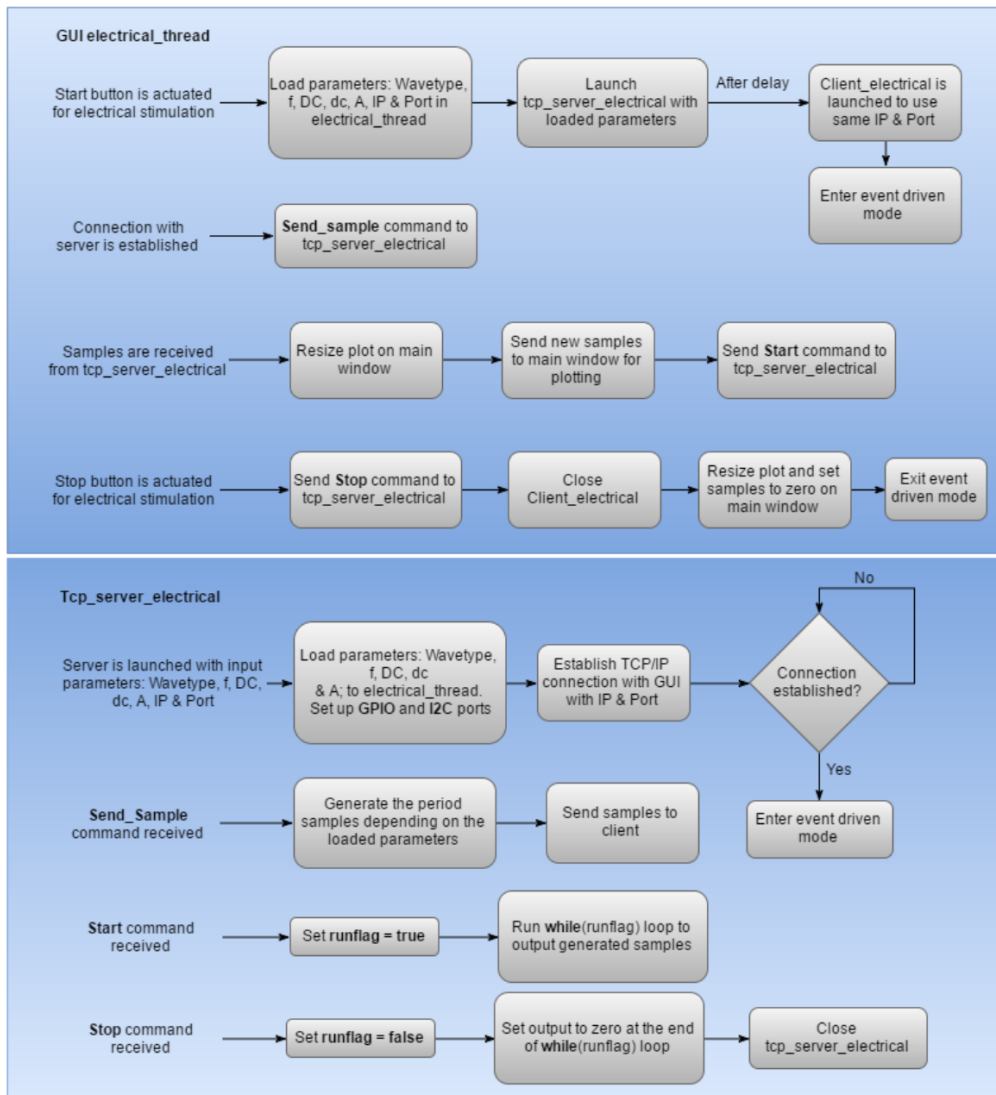 GUI electrical_thread
Start button is actuated
for electrical stimulation
Load parameters: Wavetype,
f, DC, dc, A, IP & Port in
electrical_thread
Launch
tcp_server_electrical with
loaded parameters
After delay
Client_electrical is
launched to use
same IP & Port
Enter event driven
mode
Connection with
server is established
Send_sample command to
tcp_server_electrical
Samples are received
from tcp_server_electrical
Resize plot on main
window
Send new samples
to main window for
plotting
Send Start command to
tcp_server_electrical
Stop button is actuated
for electrical stimulation
Send Stop command to
tcp_server_electrical
Close
Client_electrical
Resize plot and set
samples to zero on
main window
Exit event
driven mode
Tcp_server_electrical
Server is launched with input
parameters: Wavetype, f, DC,
dc, A, IP & Port
Load parameters: Wavetype,
f, DC, dc
& A; to electrical_thread.
Set up GPIO and I2C ports
Establish TCP/IP
connection with GUI
with IP & Port
Connection
established?
No
Yes
Enter event driven
mode
Send_Sample
command received
Generate the period
samples depending on the
loaded parameters
Send samples to
client
Start command
received
Set runflag = true
Run while(runflag) loop to
output generated samples
Stop command
received
Set runflag = false
Set output to zero at the end
of while(runflag) loop
Close
tcp_server_electrical